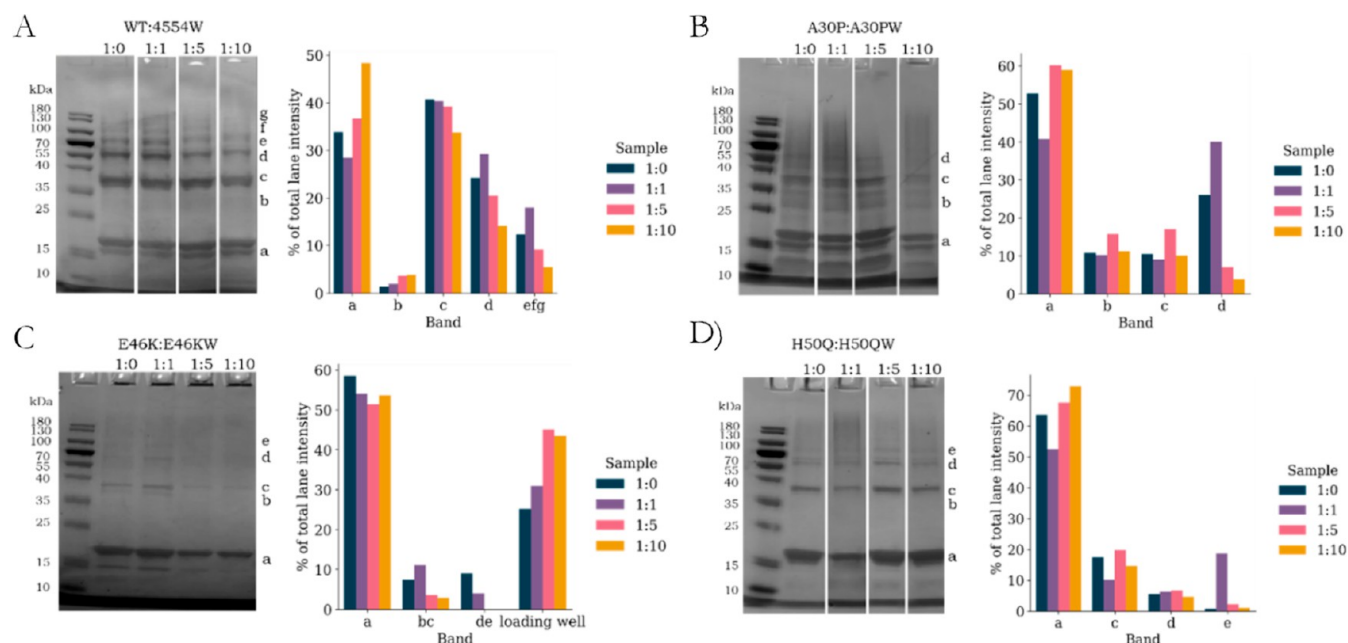 A
WT:4554W
1:0 1:1 1:5 1:10
kDa
180
130
100
70
55
40
35
25
15
10
g
f
e
d
c
b
a
% of total lane intensity
50
40
30
20
10
0
a b c d efg
Band
Sample
1:0
1:1
1:5
1:10
B
A30P:A30PW
1:0 1:1 1:5 1:10
kDa
180
130
100
70
55
40
35
25
15
10
d
c
b
a
% of total lane intensity
60
50
40
30
20
10
0
a b c d
Band
Sample
1:0
1:1
1:5
1:10
C
E46K:E46KW
1:0 1:1 1:5 1:10
kDa
180
130
100
70
55
40
35
25
15
10
e
d
c
b
a
% of total lane intensity
60
50
40
30
20
10
0
a bc de loading well
Band
Sample
1:0
1:1
1:5
1:10
D)
H50Q:H50QW
1:0 1:1 1:5 1:10
kDa
180
130
100
70
55
40
35
25
15
10
e
d
c
b
a
% of total lane intensity
70
60
50
40
30
20
10
0
a c d e
Band
Sample
1:0
1:1
1:5
1:10